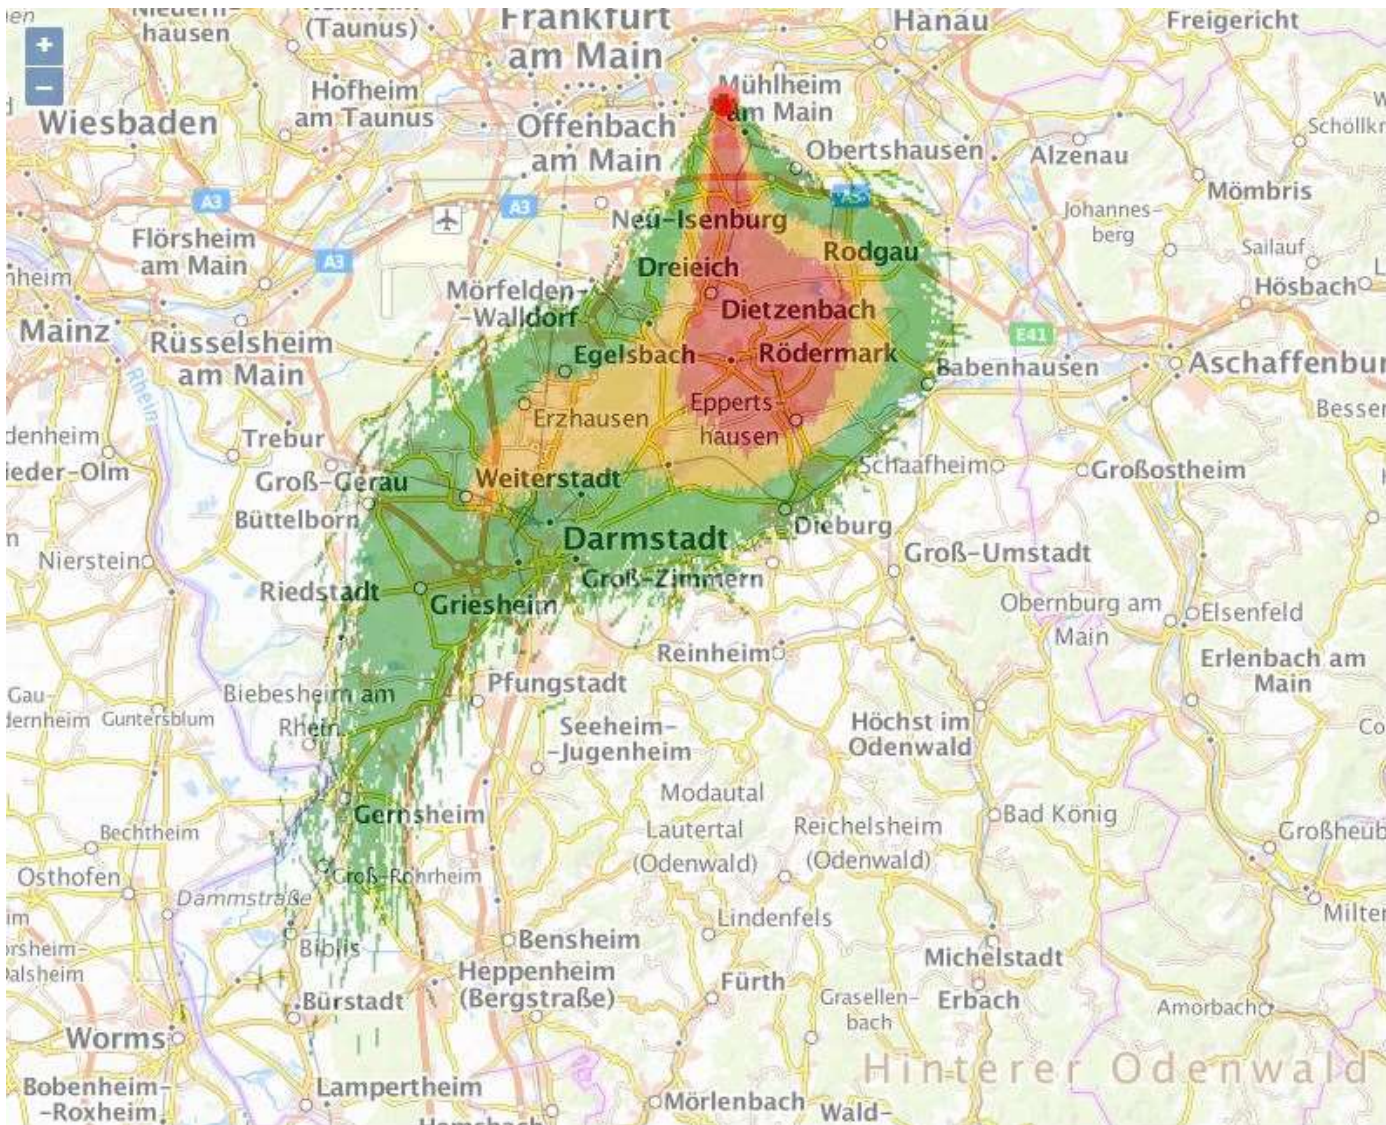 Frankfurt
am Main
Hanau
Freigericht
hausen
(Taunus)
+
−
Hofheim
am Taunus
Mühlheim
am Main
Wiesbaden
Offenbach
am Main
Obertshausen
Alzenau
Mömbris
A3
A3
Neu-Isenburg
Johannes-
berg
Flörsheim
am Main
A3
Rodgau
Sailauf
Dreieich
Hösbach
Mörfelden-
-Walldorf
Dietzenbach
Mainz
Rüsselsheim
am Main
Rhein
E41
Egelsbach
Rödermark
Babenhausen
Epperts-
hausen
Erzhausen
Trebur
Groß-Gerau
Weiterstadt
Schaafheim
Großostheim
Büttelborn
Darmstadt
Dieburg
Nierstein
Groß-Umstadt
Groß-Zimmern
Riedstadt
Griesheim
Obernburg am
Main
Elsenfeld
Reinheim
Erlenbach am
Main
Pfungstadt
Biebesheim am
Rhein
Gau-
Guntersblum
Seeheim-
-Jugenheim
Höchst im
Odenwald
Modautal
Gernsheim
Bad König
Bechtheim
Lautertal
(Odenwald)
Reichelsheim
(Odenwald)
Osthofen
Groß-Rohrheim
Dammstraße
Lindenfels
Biblis
Bensheim
Michelstadt
Heppenheim
(Bergstraße)
Fürth
Erbach
Grasellen-
bach
Bürstadt
Amorbach
Worms
Hinterer Odenwald
Bobenheim-
-Roxheim
Lampertheim
Mörlenbach
Wald-